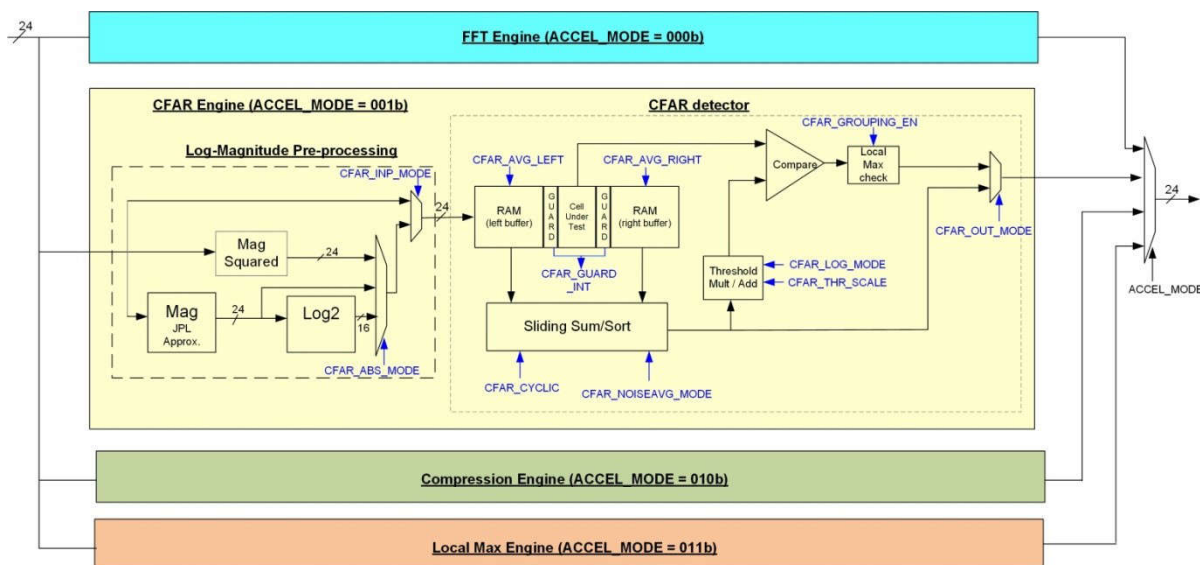 24
FFT Engine (ACCEL_MODE = 000b)
CFAR Engine (ACCEL_MODE = 001b)
CFAR detector
Log-Magnitude Pre-processing
CFAR_INP_MODE
24
Mag
Squared
24
Mag
JPL
Approx.
24
Log2
16
CFAR_ABS_MODE
CFAR_AVG_LEFT
CFAR_AVG_RIGHT
RAM
(left buffer)
GUARD
Cell
Under
Test
GUARD
RAM
(right buffer)
CFAR_GUARD
_INT
Sliding Sum/Sort
CFAR_CYCLIC
CFAR_NOISEAVG_MODE
Compare
CFAR_GROUPING_EN
Local
Max
check
Threshold
Mult / Add
CFAR_LOG_MODE
CFAR_THR_SCALE
CFAR_OUT_MODE
24
ACCEL_MODE
Compression Engine (ACCEL_MODE = 010b)
Local Max Engine (ACCEL_MODE = 011b)